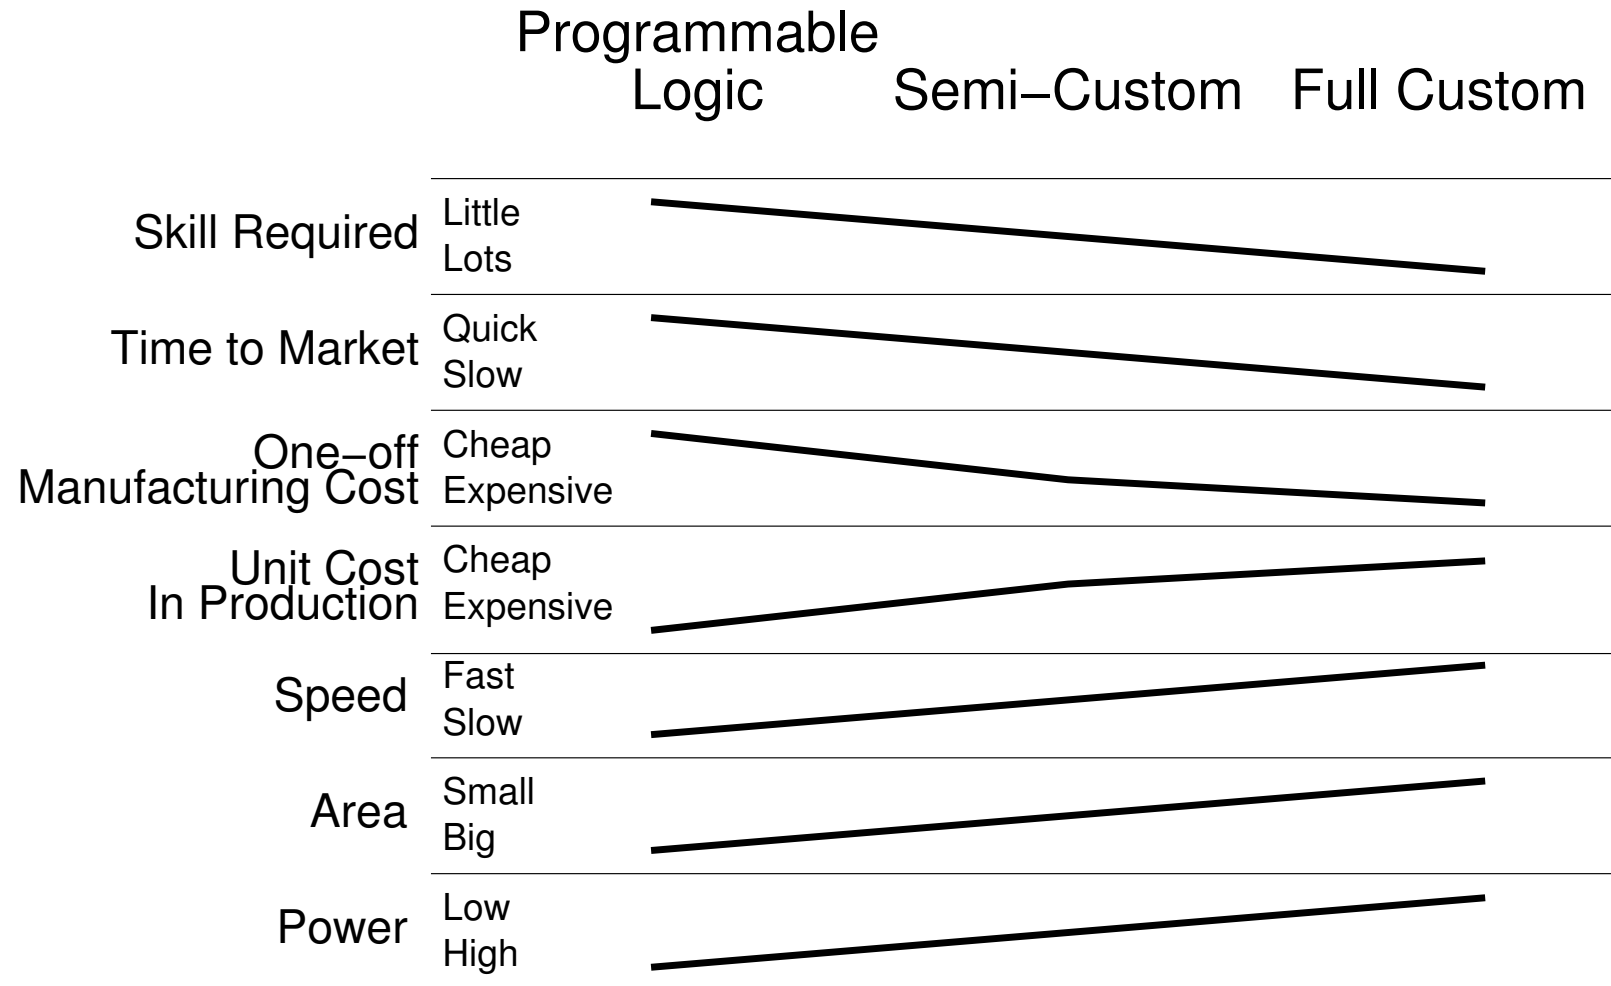 Programmable
Logic Semi–Custom Full Custom
Skill Required
Little
Lots
Time to Market
Quick
Slow
One–off
Manufacturing Cost
Cheap
Expensive
Unit Cost
In Production
Cheap
Expensive
Speed
Fast
Slow
Area
Small
Big
Power
Low
High